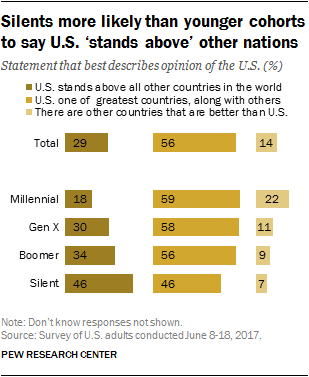 Silents more likely than younger cohorts
to say U.S. ‘stands above’ other nations
Statement that best describes opinion of the U.S. (%)
U.S. stands above all other countries in the world
U.S. one of greatest countries, along with others
There are other countries that are better than U.S.
Total 29 56 14
Millennial 18 59 22
Gen X 30 58 11
Boomer 34 56 9
Silent 46 46 7
Note: Don’t know responses not shown.
Source: Survey of U.S. adults conducted June 8-18, 2017.
PEW RESEARCH CENTER